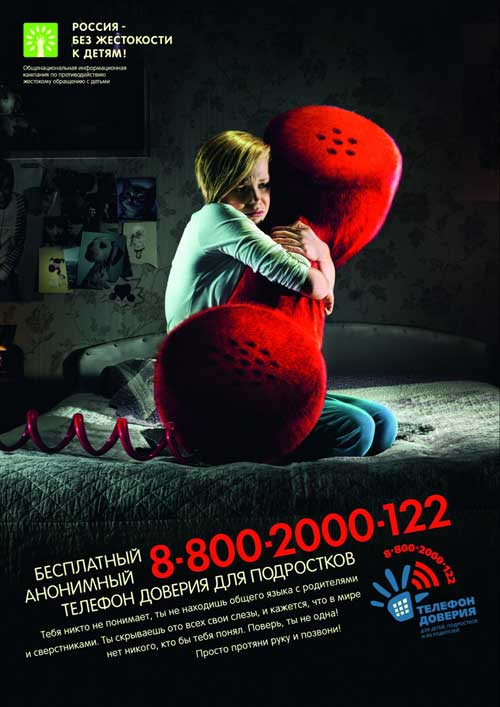 РОССИЯ -
БЕЗ ЖЕСТОКОСТИ
К ДЕТЯМ!
Общенациональная информационная
кампания по противодействию
жестокому обращению с детьми
БЕСПЛАТНЫЙ
АНОНИМНЫЙ
8-800-2000-122
ТЕЛЕФОН ДОВЕРИЯ ДЛЯ ПОДРОСТКОВ
Тебя никто не понимает, ты не находишь общего языка с родителями
и сверстниками. Ты скрываешь ото всех свои слезы, и кажется, что в мире
нет никого, кто бы тебя понял. Поверь, ты не одна!
Просто протяни руку и позвони!
8-800-2000-122
ТЕЛЕФОН
ДОВЕРИЯ
ДЛЯ ДЕТЕЙ, ПОДРОСТКОВ
И ИХ РОДИТЕЛЕЙ